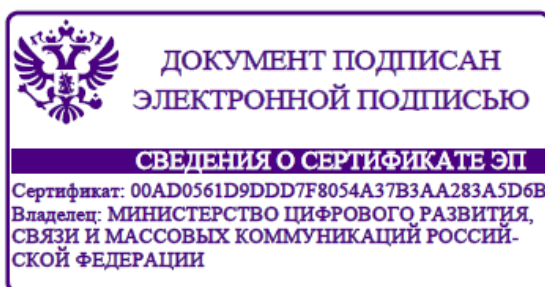 ДОКУМЕНТ ПОДПИСАН
ЭЛЕКТРОННОЙ ПОДПИСЬЮ
СВЕДЕНИЯ О СЕРТИФИКАТЕ ЭП
Сертификат: 00AD0561D9DDD7F8054A37B3AA283A5D6B
Владелец: МИНИСТЕРСТВО ЦИФРОВОГО РАЗВИТИЯ,
СВЯЗИ И МАССОВЫХ КОММУНИКАЦИЙ РОССИЙ-
СКОЙ ФЕДЕРАЦИИ